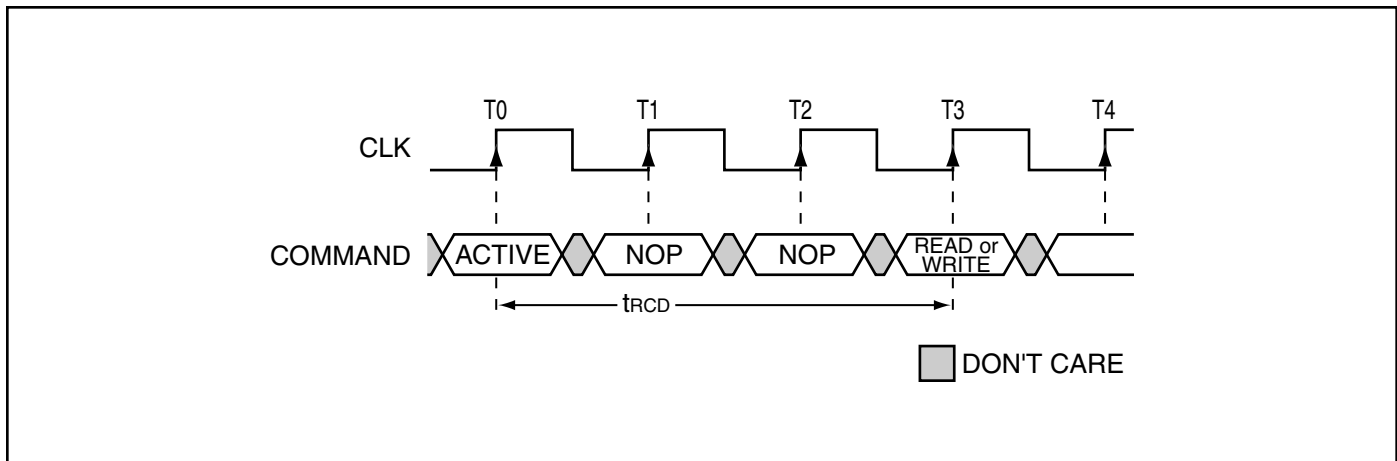 T0 T1 T2 T3 T4
CLK
COMMAND ACTIVE NOP NOP READ or
WRITE
tRCD
DON'T CARE